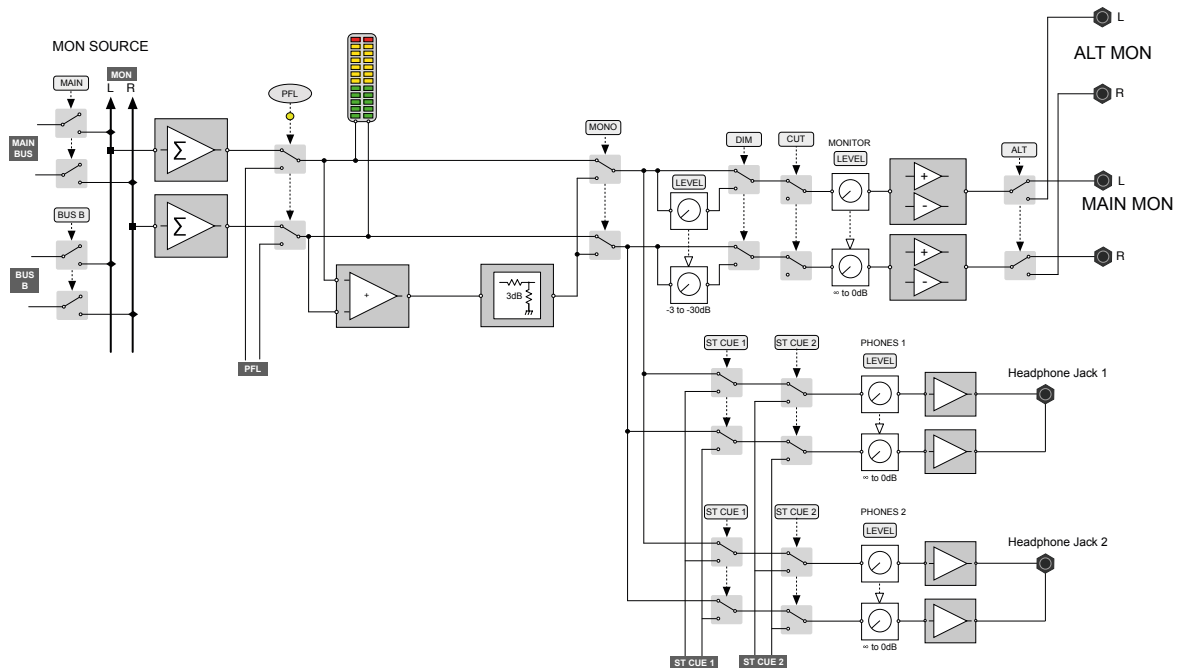 L
ALT MON
R
MON SOURCE
MON
L R
MAIN
MAIN
BUS
BUS B
BUS
B
Σ
Σ
PFL
PFL
+
3dB
MONO
LEVEL
-3 to -30dB
DIM
CUT
MONITOR
LEVEL
∞ to 0dB
+
-
+
-
ALT
L
MAIN MON
R
ST CUE 1
ST CUE 2
PHONES 1
LEVEL
∞ to 0dB
Headphone Jack 1
ST CUE 1
ST CUE 2
PHONES 2
LEVEL
∞ to 0dB
Headphone Jack 2
ST CUE 1
ST CUE 2